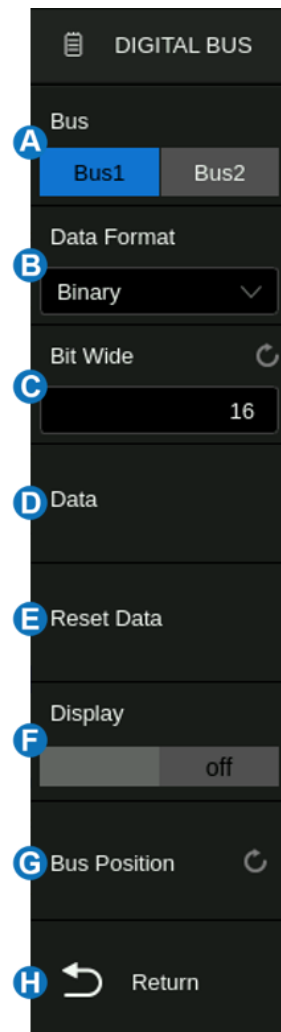 DIGITAL BUS
Bus
A
Bus1 Bus2
Data Format
B
Binary
Bit Wide
C
16
D Data
E Reset Data
Display
F
off
G Bus Position
H Return